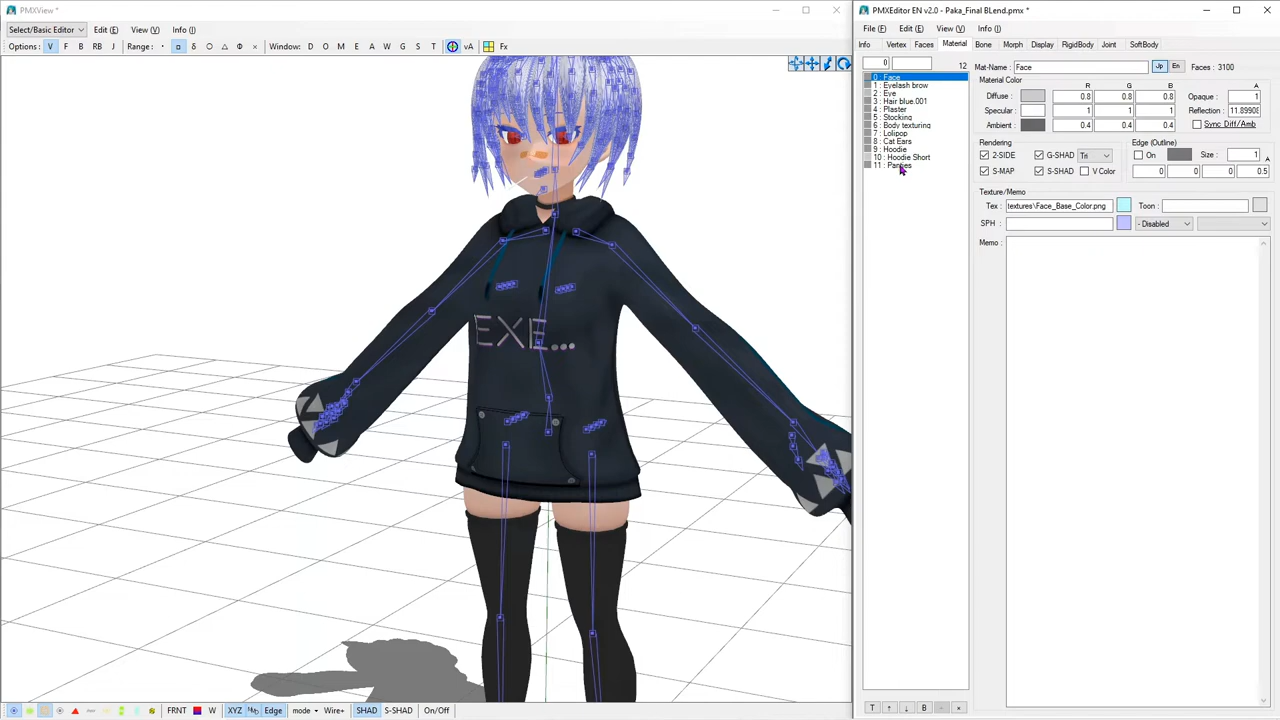 PMXView *
Select/Basic Editor Edit (E) View (V) Info (I)
Options: V F B RB J Range: Window: D O M E A W G T vA Fx
EXE...
FRNT W XYZ Edge mode Wire+ SHAD S-SHAD On/Off
PMXEditor EN v2.0 - Paka_Final BLend.pmx *
File (F) Edit (E) View (V) Info (I)
Info Vertex Faces Material Bone Morph Display RigidBody Joint SoftBody
0 12
0 : Face
1 : Eyelash brow
2 : Eye
3 : Hair blue.001
4 : Plaster
5 : Stocking
6 : Body texturing
7 : Lolipop
8 : Cat Ears
9 : Hoodie
10 : Hoodie Short
11 : Panties
T ↑ ↓ B - ×
Mat-Name : Face Jp En Faces : 3100
Material Color R G B A
Diffuse : 0.8 0.8 0.8 Opaque : 1
Specular : 1 1 1 Reflection : 11.89908
Ambient : 0.4 0.4 0.4 Sync Diff/Amb
Rendering Edge (Outline)
2-SIDE G-SHAD Tri On Size : 1
A
S-MAP S-SHAD V Color 0 0 0 0.5
Texture/Memo
Tex : textures\Face_Base_Color.png Toon :
SPH : - Disabled
Memo :